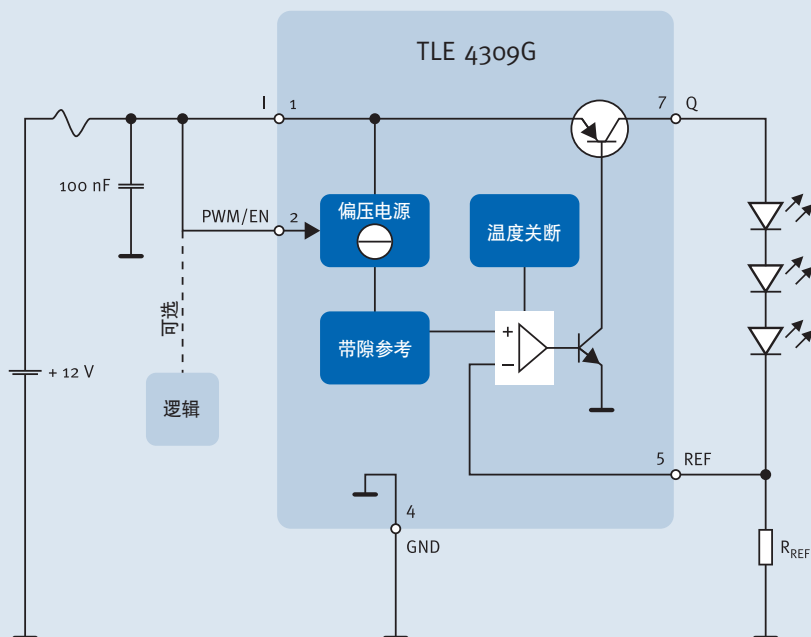 TLE 4309G
I
1
7
Q
100 nF
PWM/EN
2
偏压电源
温度关断
可选
带隙参考
+
−
+ 12 V
逻辑
5
REF
4
GND
RREF